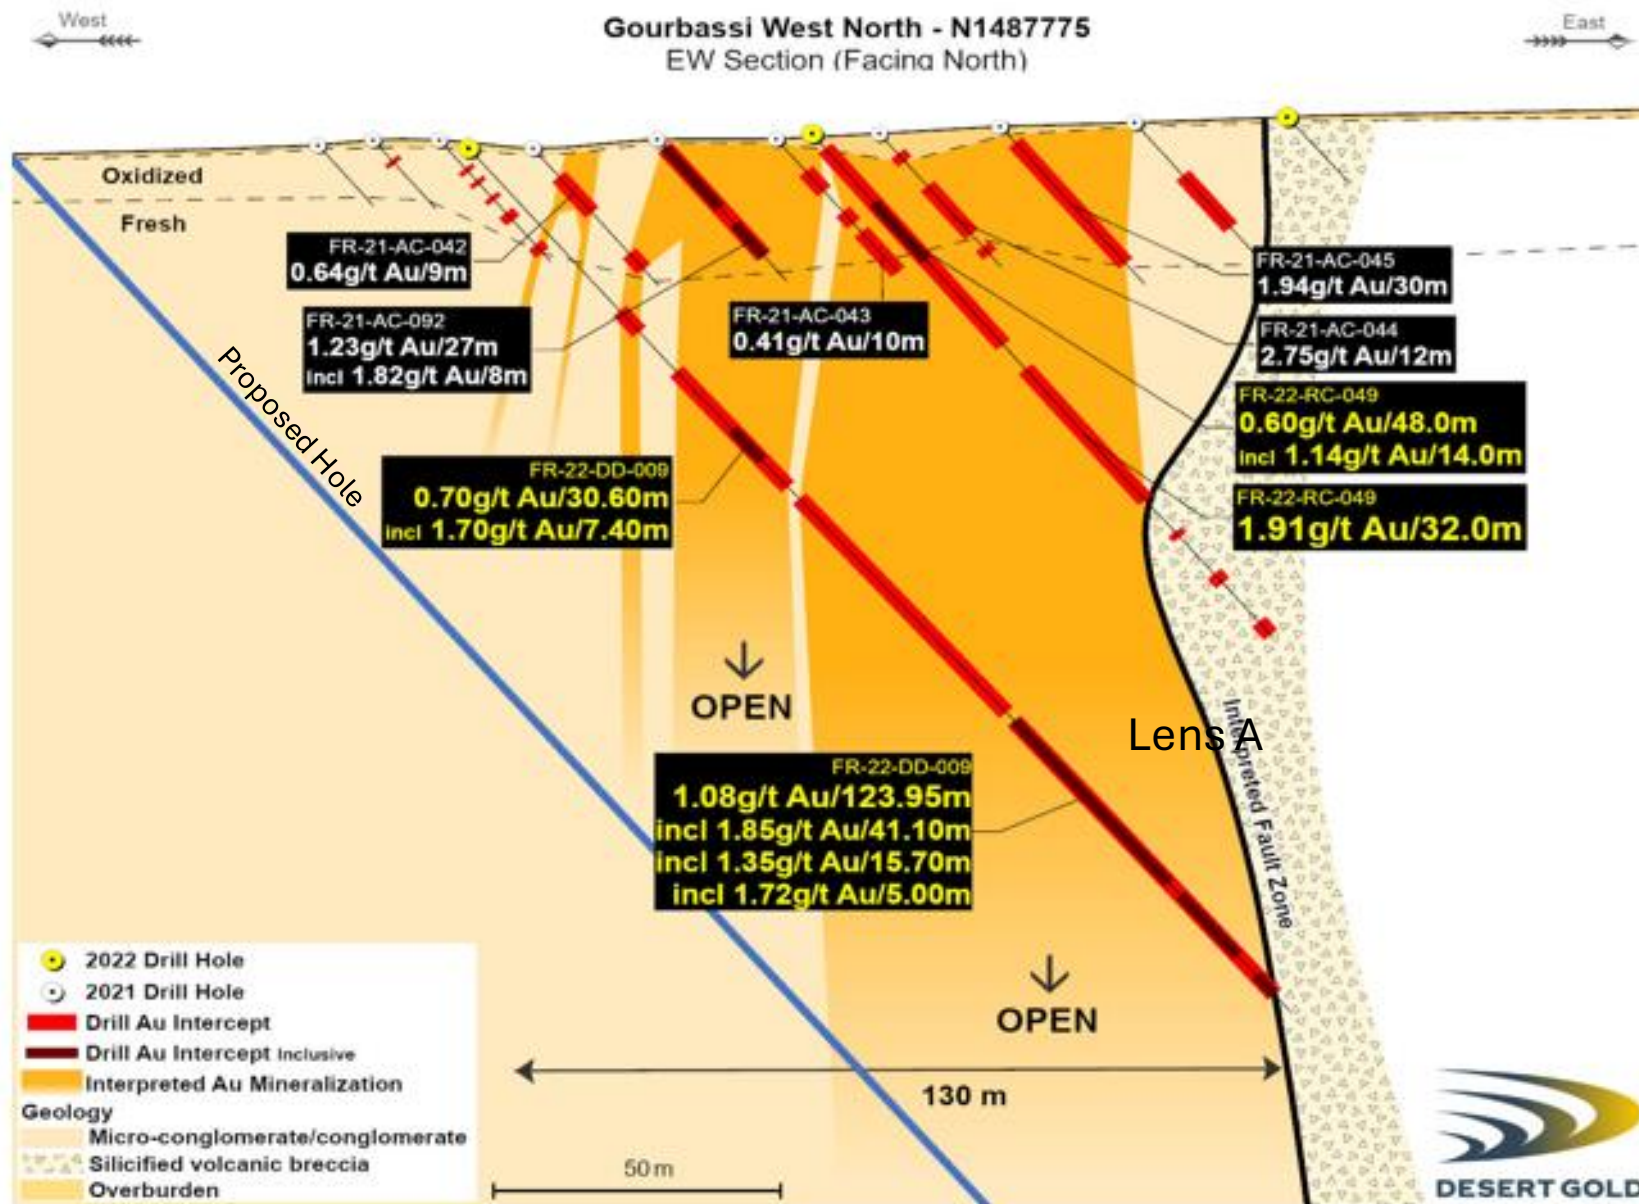 West
Gourbassi West North - N1487775
EW Section (Facing North)
East
Oxidized
Fresh
FR-21-AC-042
0.64g/t Au/9m
FR-21-AC-092
1.23g/t Au/27m
incl 1.82g/t Au/8m
FR-21-AC-043
0.41g/t Au/10m
FR-21-AC-045
1.94g/t Au/30m
FR-21-AC-044
2.75g/t Au/12m
FR-22-RC-049
0.60g/t Au/48.0m
incl 1.14g/t Au/14.0m
FR-22-RC-049
1.91g/t Au/32.0m
Proposed Hole
FR-22-DD-009
0.70g/t Au/30.60m
incl 1.70g/t Au/7.40m
OPEN
Lens A
Interpreted Fault Zone
FR-22-DD-009
1.08g/t Au/123.95m
incl 1.85g/t Au/41.10m
incl 1.35g/t Au/15.70m
incl 1.72g/t Au/5.00m
OPEN
130 m
50 m
2022 Drill Hole
2021 Drill Hole
Drill Au Intercept
Drill Au Intercept Inclusive
Interpreted Au Mineralization
Geology
Micro-conglomerate/conglomerate
Silicified volcanic breccia
Overburden
DESERT GOLD